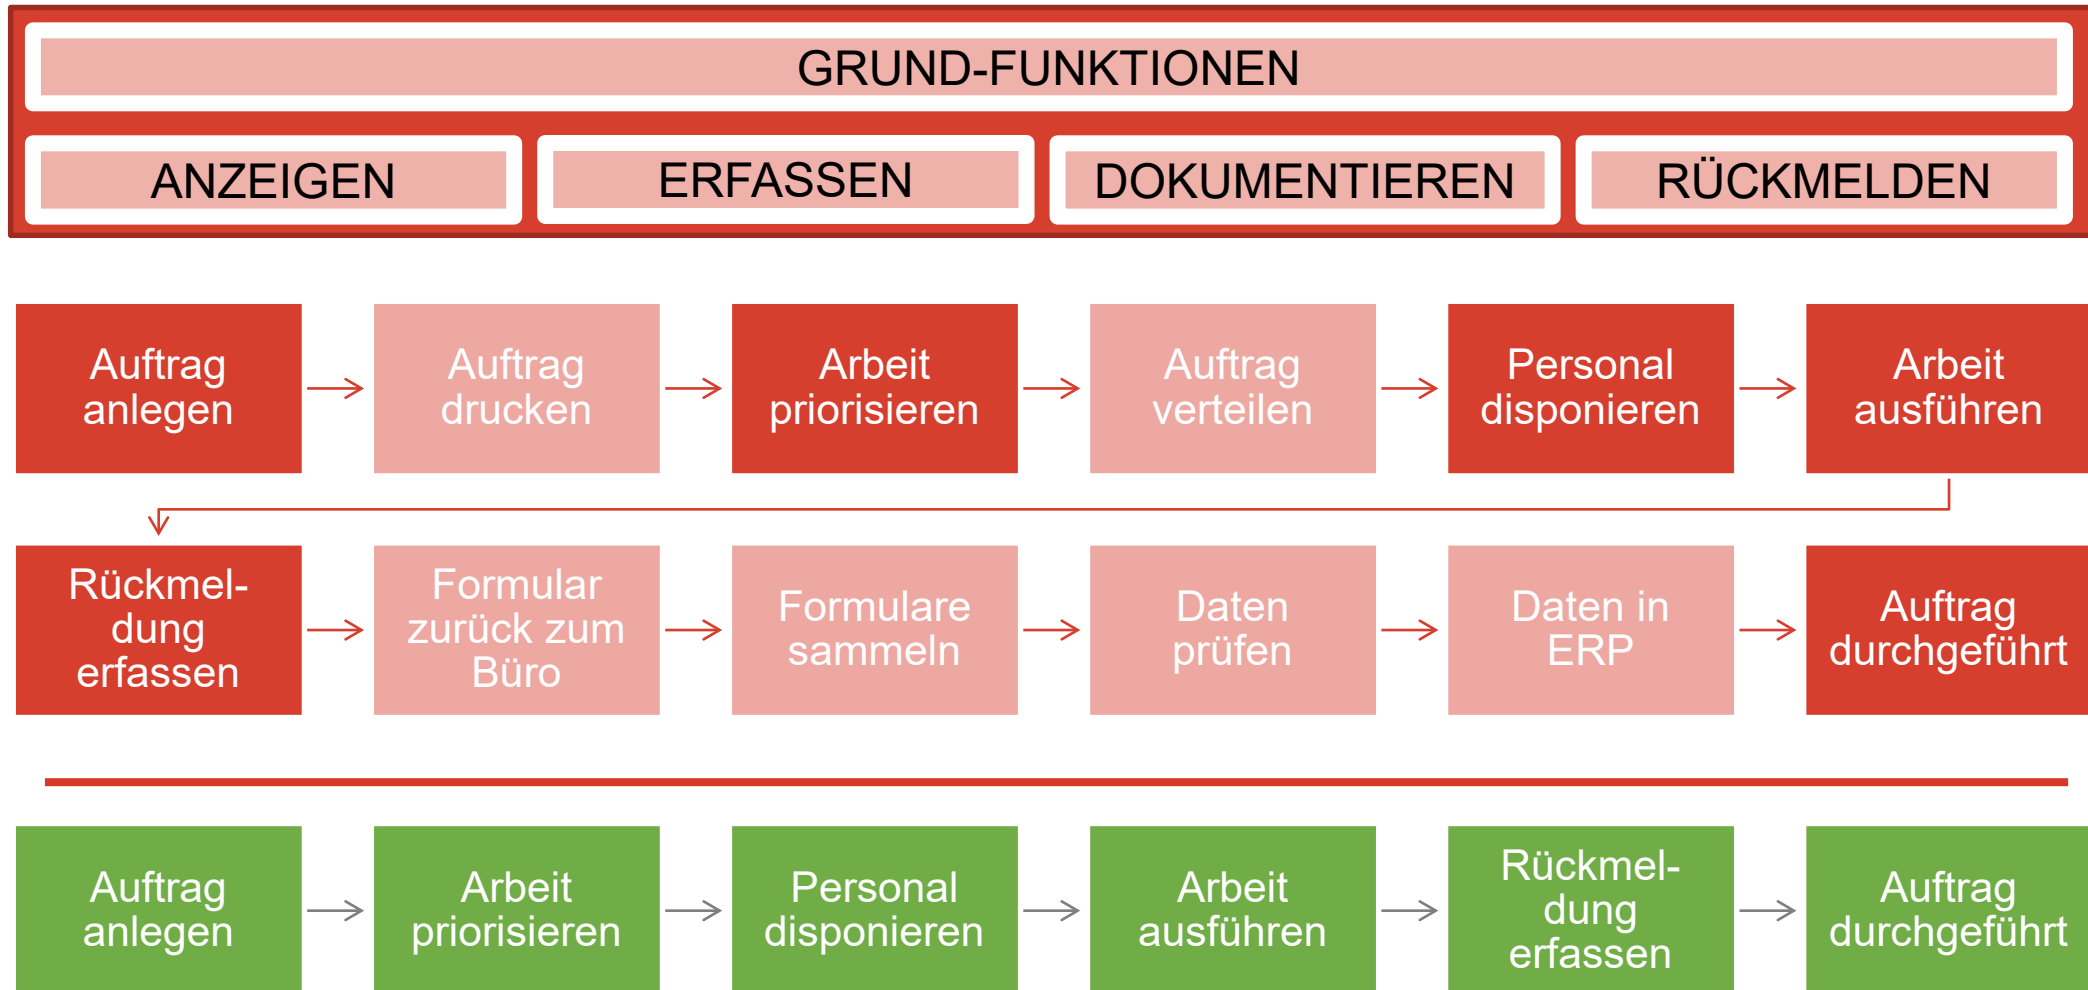 GRUND-FUNKTIONEN
ANZEIGEN
ERFASSEN
DOKUMENTIEREN
RÜCKMELDEN
Auftrag
anlegen
Auftrag
drucken
Arbeit
priorisieren
Auftrag
verteilen
Personal
disponieren
Arbeit
ausführen
Rückmel-
dung
erfassen
Formular
zurück zum
Büro
Formulare
sammeln
Daten
prüfen
Daten in
ERP
Auftrag
durchgeführt
Auftrag
anlegen
Arbeit
priorisieren
Personal
disponieren
Arbeit
ausführen
Rückmel-
dung
erfassen
Auftrag
durchgeführt